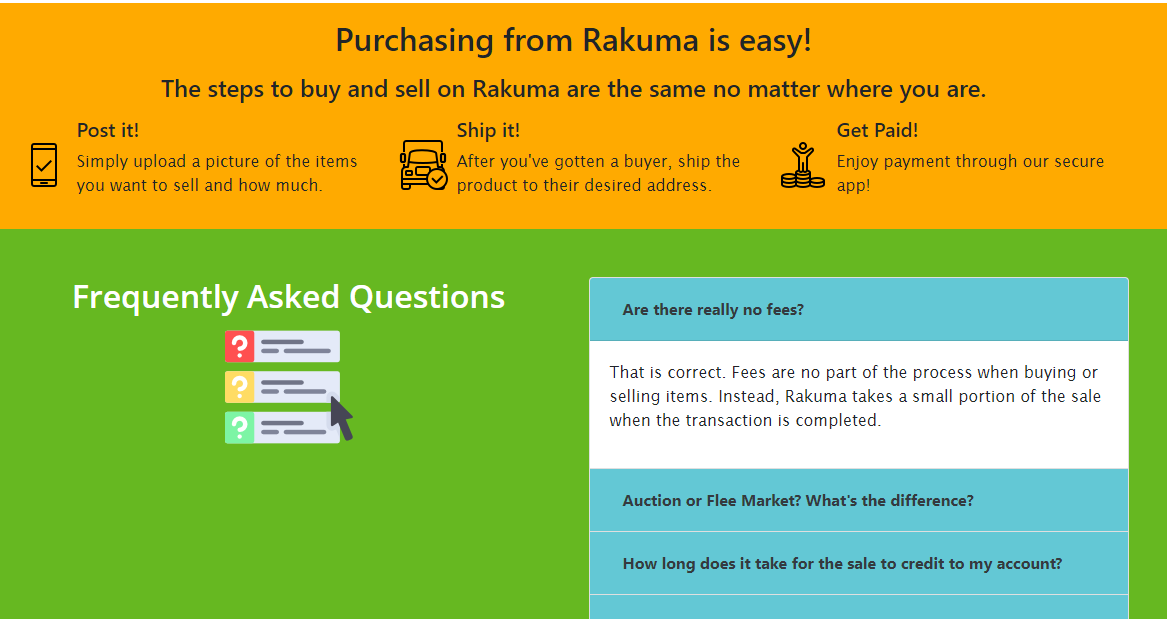 Purchasing from Rakuma is easy!
The steps to buy and sell on Rakuma are the same no matter where you are.
Post it!
Simply upload a picture of the items
you want to sell and how much.
Ship it!
After you've gotten a buyer, ship the
product to their desired address.
Get Paid!
Enjoy payment through our secure
app!
Frequently Asked Questions
?
?
?
Are there really no fees?
That is correct. Fees are no part of the process when buying or
selling items. Instead, Rakuma takes a small portion of the sale
when the transaction is completed.
Auction or Flee Market? What's the difference?
How long does it take for the sale to credit to my account?